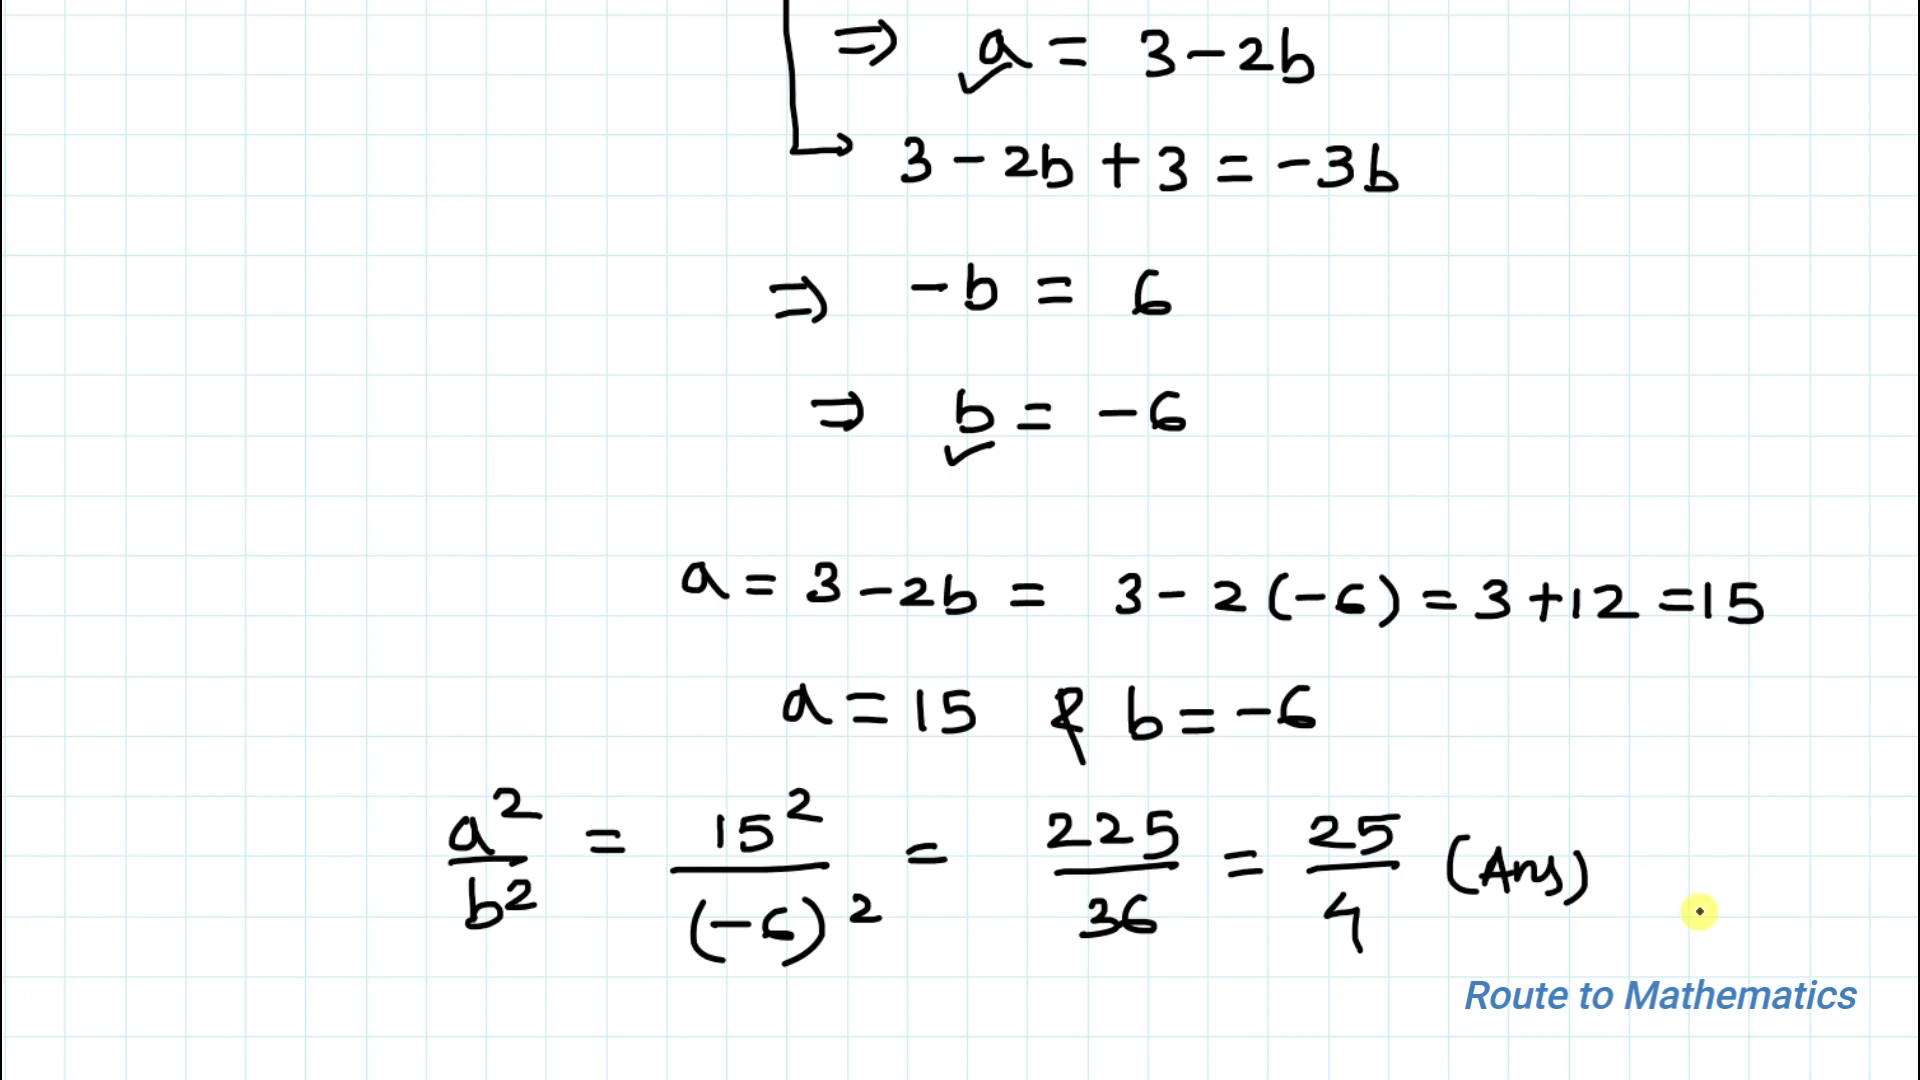 ⇒ a = 3 - 2b
3 - 2b + 3 = -3b
⇒ -b = 6
⇒ b = -6
a = 3 - 2b = 3 - 2(-6) = 3 + 12 = 15
a = 15 & b = -6
a²/b² = 15²/(-6)² = 225/36 = 25/4 (Ans)
Route to Mathematics